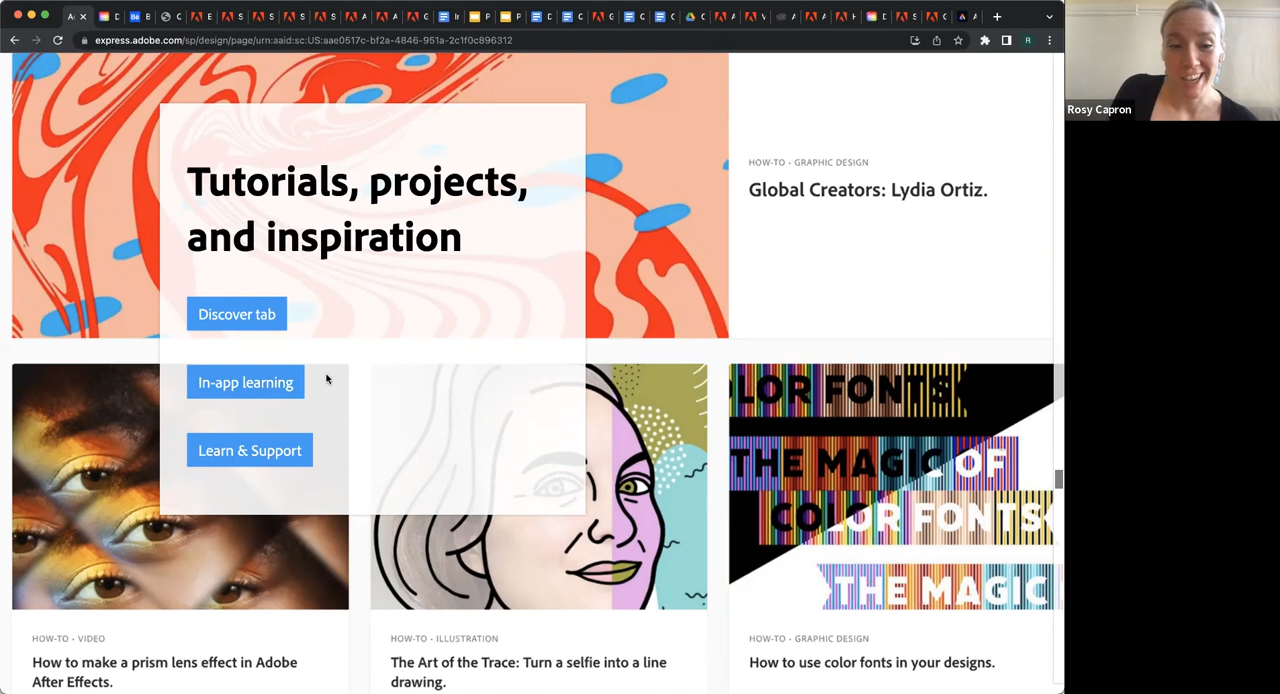 express.adobe.com/sp/design/page/urn:aaid:sc:US:aae0517c-bf2a-4846-951a-2c1f0c896312
R
Rosy Capron
Tutorials, projects,
and inspiration
Discover tab
In-app learning
Learn & Support
HOW-TO • GRAPHIC DESIGN
Global Creators: Lydia Ortiz.
OLOR FONTS
THE MAGIC OF
COLOR FONTS
THE MAGIC
HOW-TO • VIDEO
How to make a prism lens effect in Adobe
After Effects.
HOW-TO • ILLUSTRATION
The Art of the Trace: Turn a selfie into a line
drawing.
HOW-TO • GRAPHIC DESIGN
How to use color fonts in your designs.